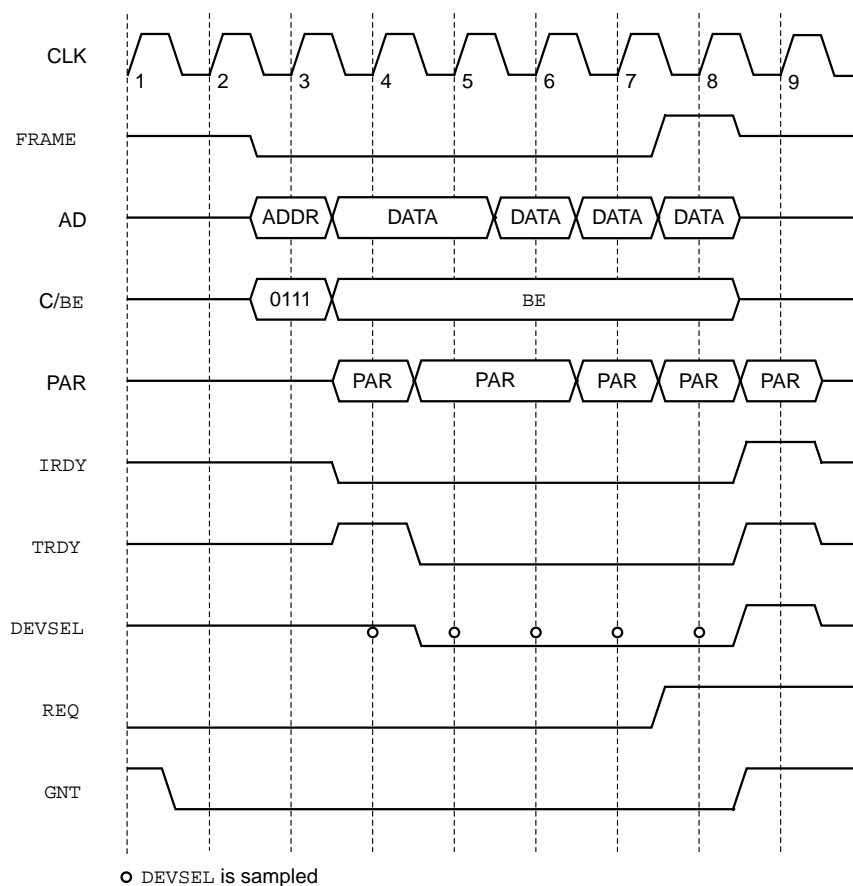 CLK
1 2 3 4 5 6 7 8 9
FRAME
AD
ADDR DATA DATA DATA DATA
C/BE
0111 BE
PAR
PAR PAR PAR PAR PAR
IRDY
TRDY
DEVSEL
REQ
GNT
DEVSEL is sampled